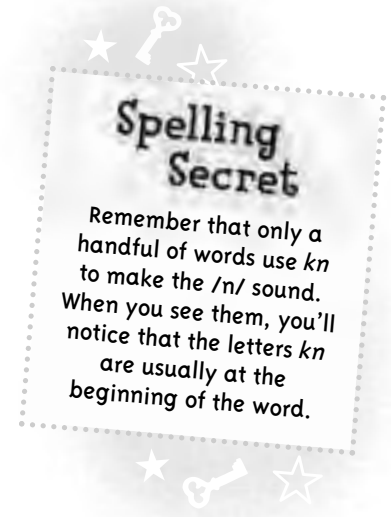 Spelling
Secret
Remember that only a
handful of words use kn
to make the /n/ sound.
When you see them, you’ll
notice that the letters kn
are usually at the
beginning of the word.